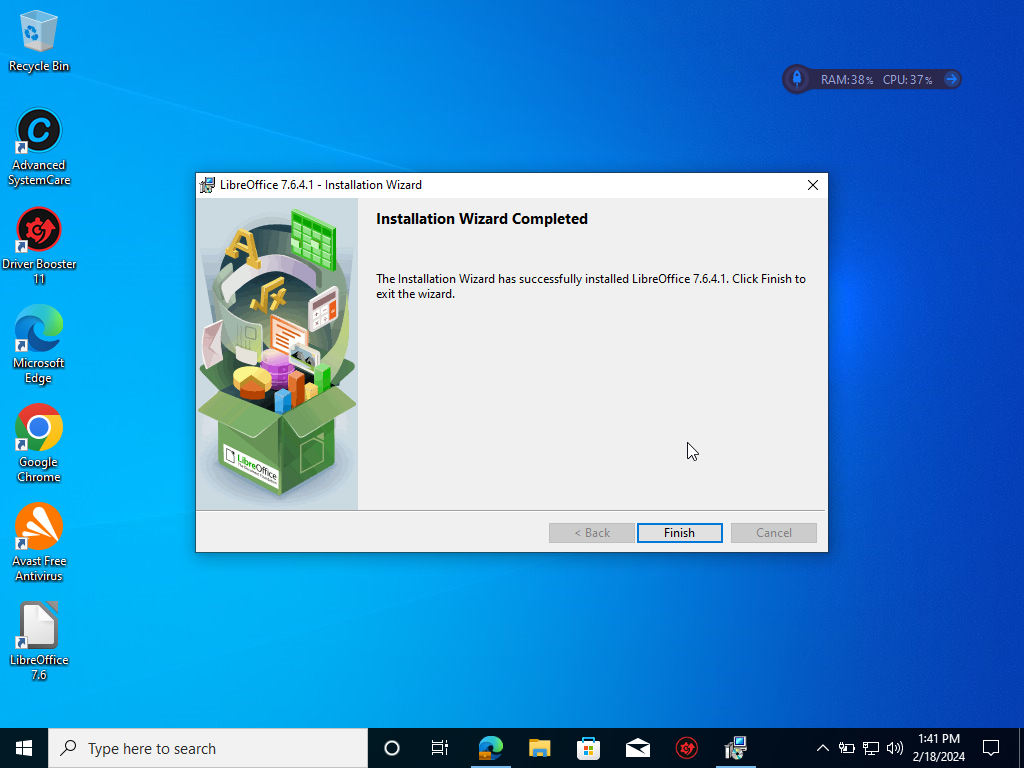 Recycle Bin
RAM:38% CPU:37%
Advanced
SystemCare
LibreOffice 7.6.4.1 - Installation Wizard
Installation Wizard Completed
Driver Booster
11
The Installation Wizard has successfully installed LibreOffice 7.6.4.1. Click Finish to
exit the wizard.
Microsoft
Edge
Google
Chrome
LibreOffice
< Back
Finish
Cancel
Avast Free
Antivirus
LibreOffice
7.6
Type here to search
1:41 PM
2/18/2024